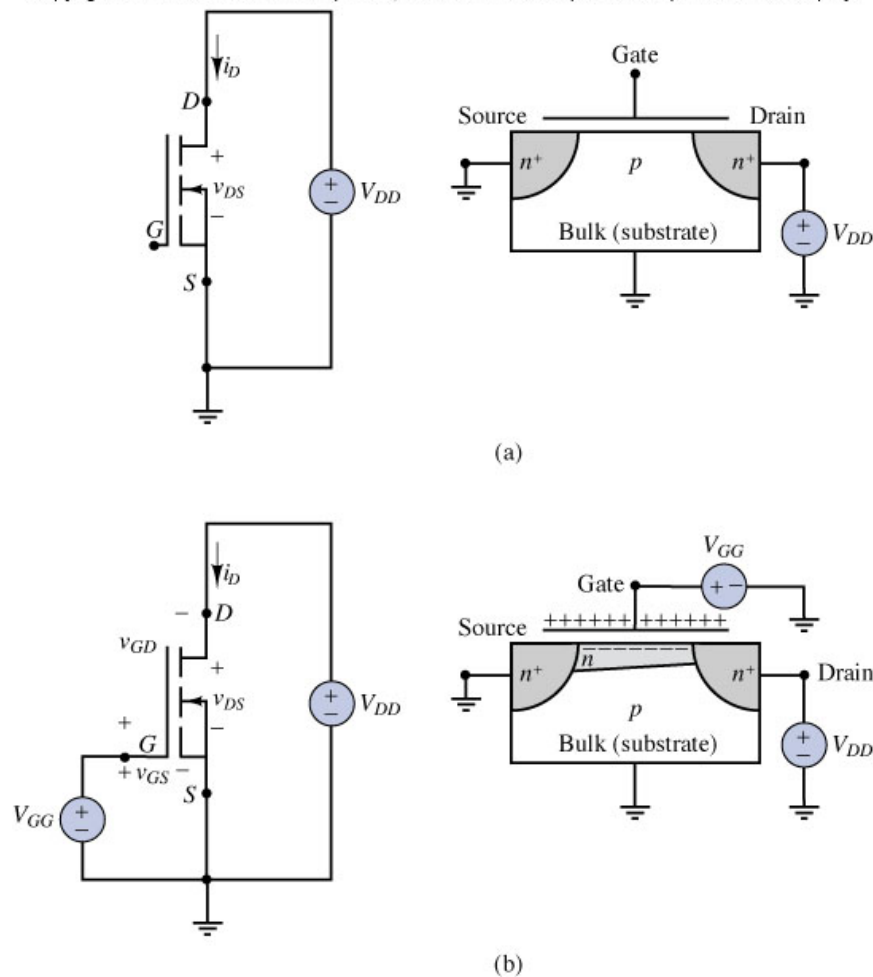 i_D
D
+
v_DS
−
G
S
+
−
V_DD
Gate
Source
Drain
n+
p
n+
Bulk (substrate)
+
−
V_DD
(a)
i_D
− D
v_GD
+
v_DS
−
+
G
+ v_GS −
S
V_GG
+
−
+
−
V_DD
V_GG
Gate
+ −
++++++ ++++++
Source
n
n+
n+
Drain
p
Bulk (substrate)
+
−
V_DD
(b)